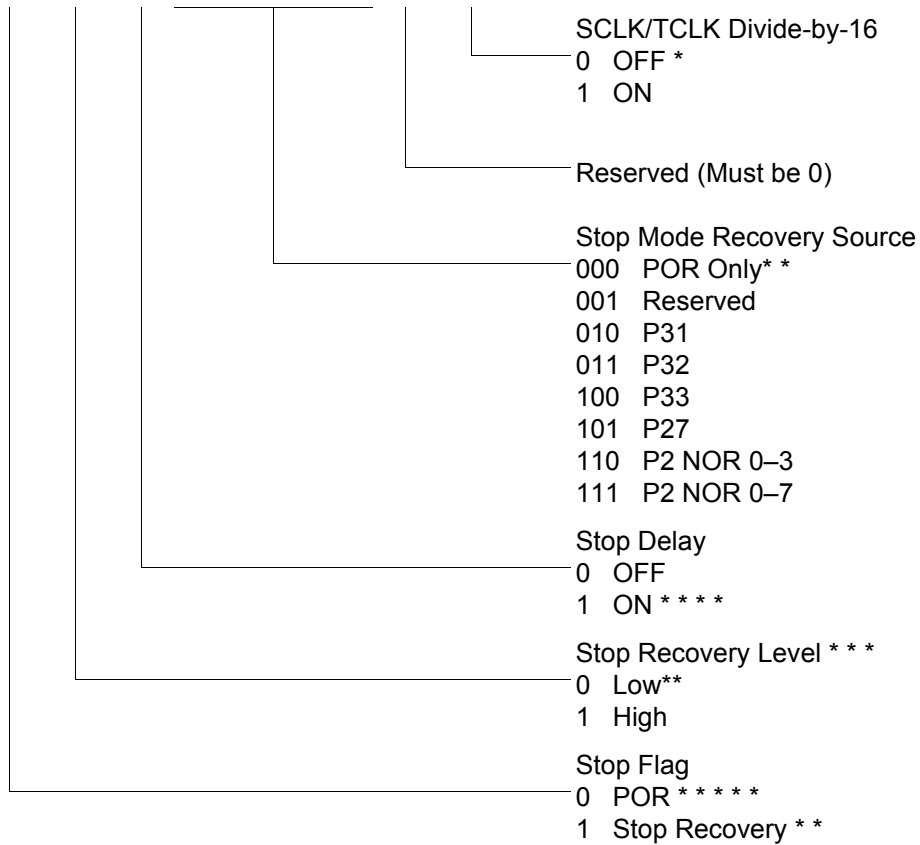 SCLK/TCLK Divide-by-16
0 OFF *
1 ON
Reserved (Must be 0)
Stop Mode Recovery Source
000 POR Only* *
001 Reserved
010 P31
011 P32
100 P33
101 P27
110 P2 NOR 0–3
111 P2 NOR 0–7
Stop Delay
0 OFF
1 ON * * * *
Stop Recovery Level * * *
0 Low**
1 High
Stop Flag
0 POR * * * * *
1 Stop Recovery * *